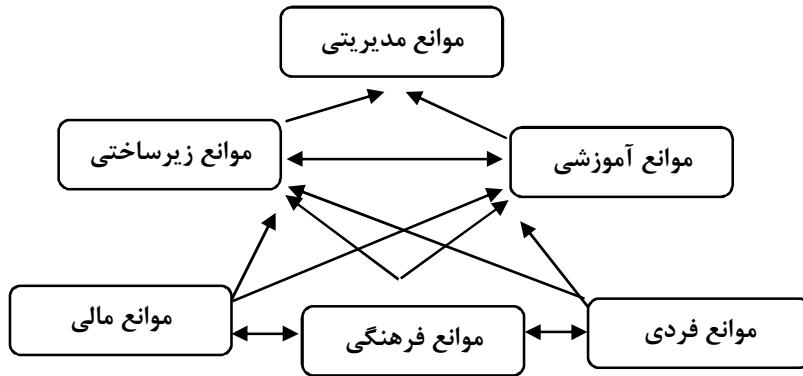 موانع مدیریتی
موانع آموزشی
موانع زیرساختی
موانع فردی
موانع فرهنگی
موانع مالی